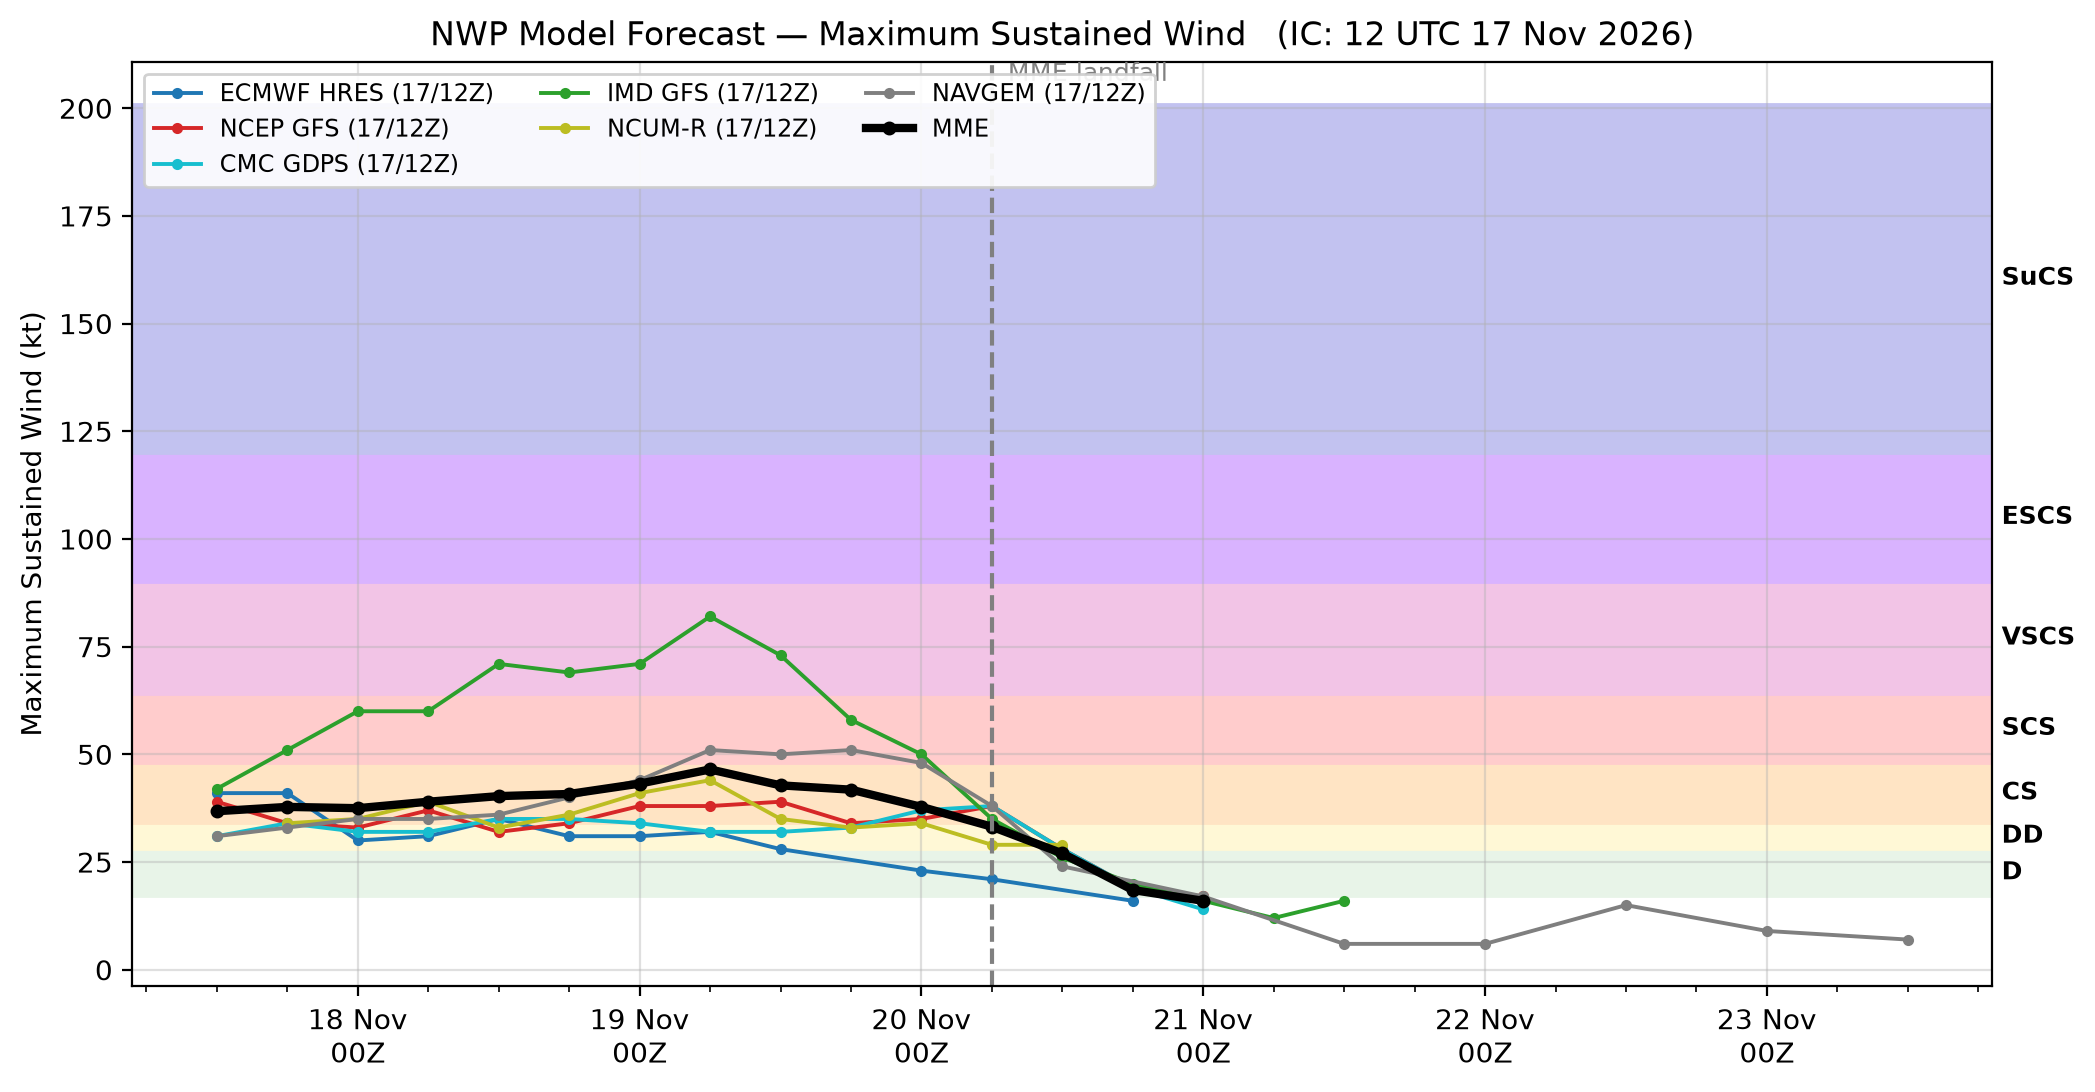 NWP Model Forecast — Maximum Sustained Wind (IC: 12 UTC 17 Nov 2026)
MME landfall
ECMWF HRES (17/12Z)
NCEP GFS (17/12Z)
CMC GDPS (17/12Z)
IMD GFS (17/12Z)
NCUM-R (17/12Z)
NAVGEM (17/12Z)
MME
Maximum Sustained Wind (kt)
200
175
150
125
100
75
50
25
0
SuCS
ESCS
VSCS
SCS
CS
DD
D
18 Nov
00Z
19 Nov
00Z
20 Nov
00Z
21 Nov
00Z
22 Nov
00Z
23 Nov
00Z